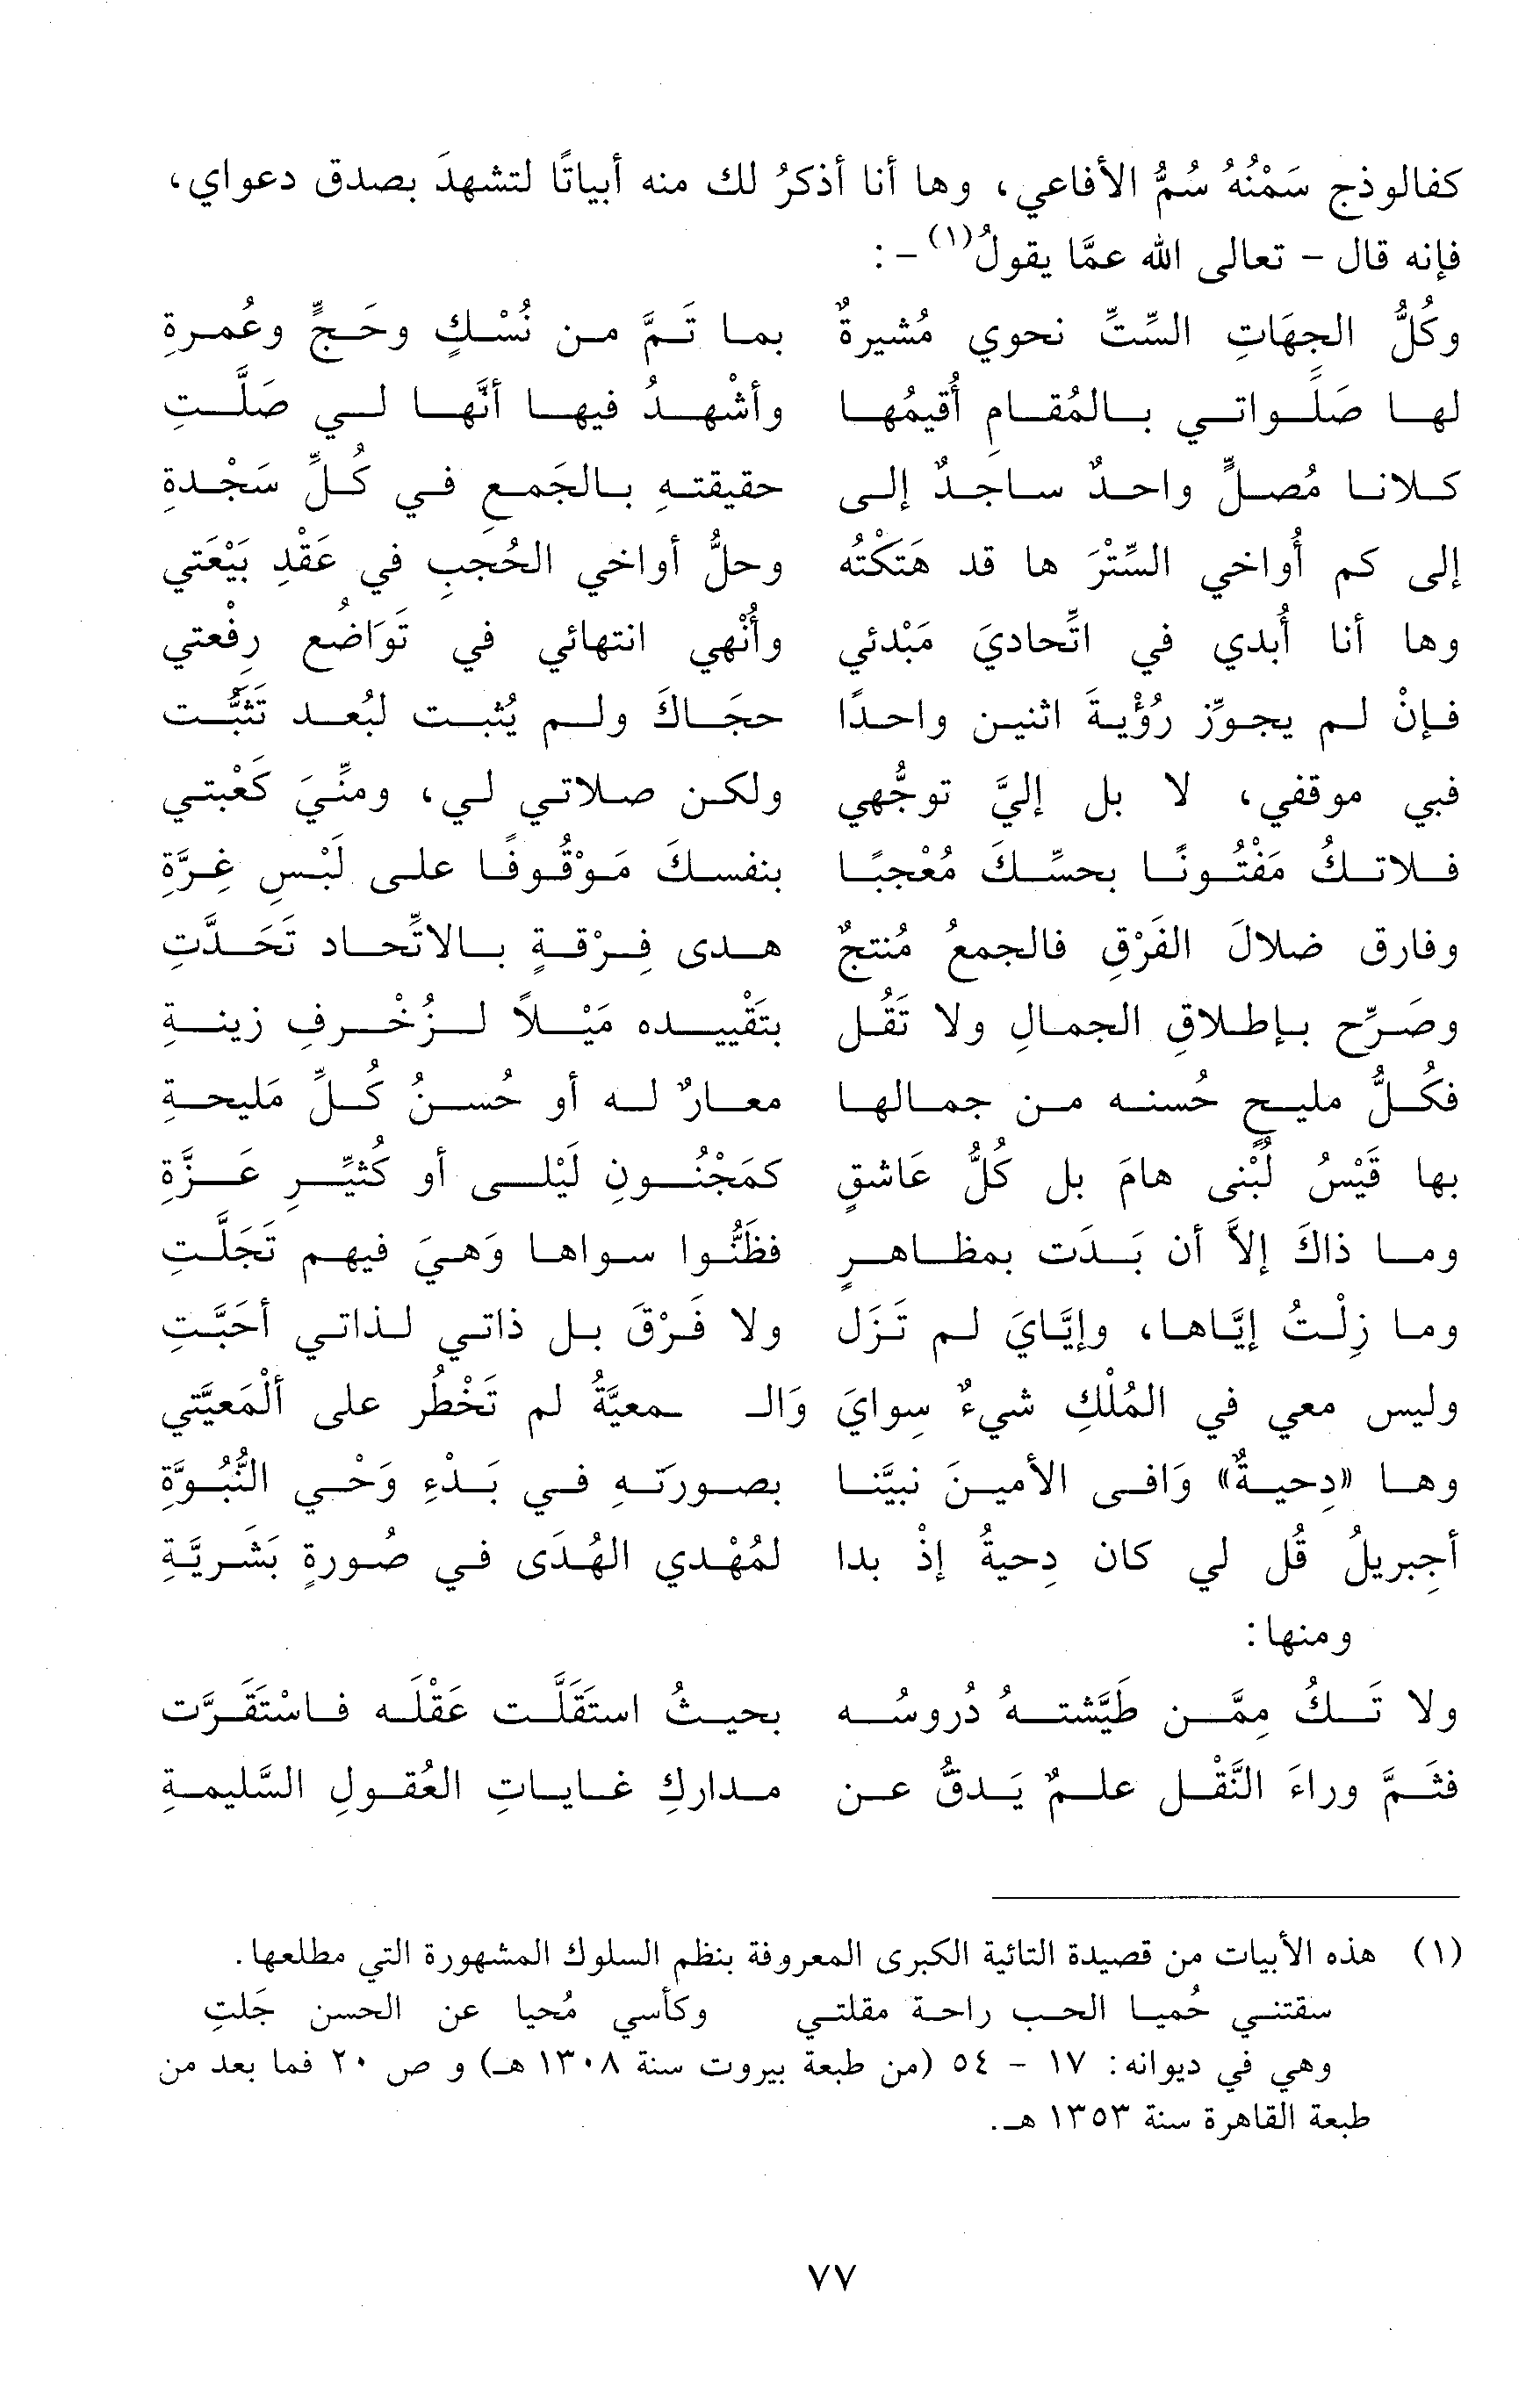 كفالوذج سَمْنُهُ سُمُّ الأفاعي، وها أنا أذكرُ لك منه أبياتًا لتشهدَ بصدق دعواي،
فإنه قال - تعالى الله عمَّا يقولُ(١) - :
وكُلُّ الجِهَاتِ السِّتِّ نحوي مُشيرةٌ بما تَمَّ من نُسْكٍ وحَجٍّ وعُمرةِ
لها صَلَواتي بالمُقامِ أُقيمُها وأشْهدُ فيها أنَّها لي صَلَّتِ
كلانا مُصلٍّ واحدٌ ساجدٌ إلى حقيقتهِ بالجَمعِ في كُلِّ سَجْدةِ
إلى كم أُواخي السِّتْرَ ها قد هَتَكْتُه وحلُّ أواخي الحُجبِ في عَقْدِ بَيْعَتي
وها أنا أُبدي في اتِّحاديَ مَبْدئي وأُنْهي انتهائي في تَوَاضُع رِفْعتي
فإنْ لم يجوِّز رُؤْيةَ اثنين واحدًا حجَاكَ ولم يُثبت لبُعد تَثَبُّت
فبي موقفي، لا بل إليَّ توجُّهي ولكن صلاتي لي، ومنِّيَ كَعْبتي
فلاتكُ مَفْتُونًا بحسِّكَ مُعْجبًا بنفسكَ مَوْقُوفًا على لَبْسِ غِرَّةِ
وفارق ضلالَ الفَرْقِ فالجمعُ مُنتجٌ هدى فِرْقةٍ بالاتِّحاد تَحَدَّتِ
وصَرِّح بإطلاقِ الجمالِ ولا تَقُل بتَقْييده مَيْلاً لزُخْرفِ زينةِ
فكُلُّ مليحٍ حُسنه من جمالها معارٌ له أو حُسنُ كُلِّ مَليحةِ
بها قَيْسُ لُبْنى هامَ بل كُلُّ عَاشقٍ كمَجْنُونِ لَيْلى أو كُثيِّرِ عَزَّةِ
وما ذاكَ إلاَّ أن بَدَت بمظاهرٍ فظَنُّوا سواها وَهيَ فيهم تَجَلَّتِ
وما زِلْتُ إيَّاها، وإيَّايَ لم تَزَل ولا فَرْقَ بل ذاتي لذاتي أحَبَّتِ
وليس معي في المُلْكِ شيءٌ سِوايَ وَالـ ـمعيَّةُ لم تَخْطُر على ألْمَعيَّتي
وها «دِحيةٌ» وَافى الأمينَ نبيَّنا بصورَتهِ في بَدْءِ وَحْي النُّبُوَّةِ
أجِبريلُ قُل لي كان دِحيةُ إذْ بدا لمُهْدي الهُدَى في صُورةٍ بَشَريَّةِ
ومنها:
ولا تَكُ مِمَّن طَيَّشتهُ دُروسُه بحيثُ استَقَلَّت عَقْلَه فاسْتَقَرَّت
فثَمَّ وراءَ النَّقْل علمٌ يَدقُّ عن مداركِ غاياتِ العُقولِ السَّليمةِ
(١) هذه الأبيات من قصيدة التائية الكبرى المعروفة بنظم السلوك المشهورة التي مطلعها.
سقتني حُميا الحب راحة مقلتي وكأسي مُحيا عن الحسن جَلتِ
وهي في ديوانه: ١٧ - ٥٤ (من طبعة بيروت سنة ١٣٠٨ هـ) و ص ٢٠ فما بعد من
طبعة القاهرة سنة ١٣٥٣ هـ.
٧٧